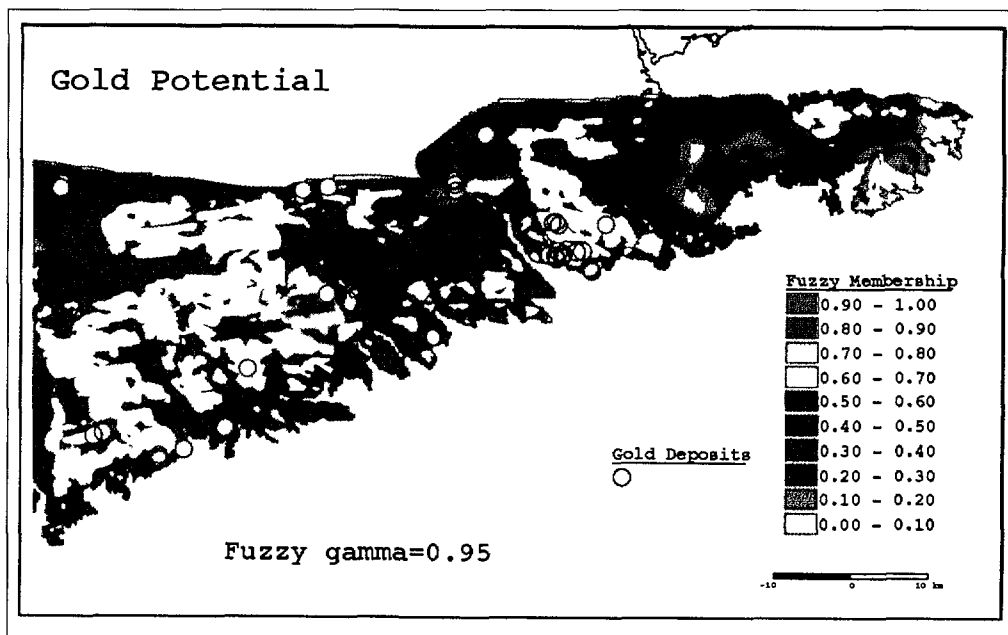 Gold Potential
Fuzzy Membership
0.90 - 1.00
0.80 - 0.90
0.70 - 0.80
0.60 - 0.70
0.50 - 0.60
0.40 - 0.50
0.30 - 0.40
0.20 - 0.30
0.10 - 0.20
0.00 - 0.10
Gold Deposits
Fuzzy gamma=0.95
-10 0 10 km